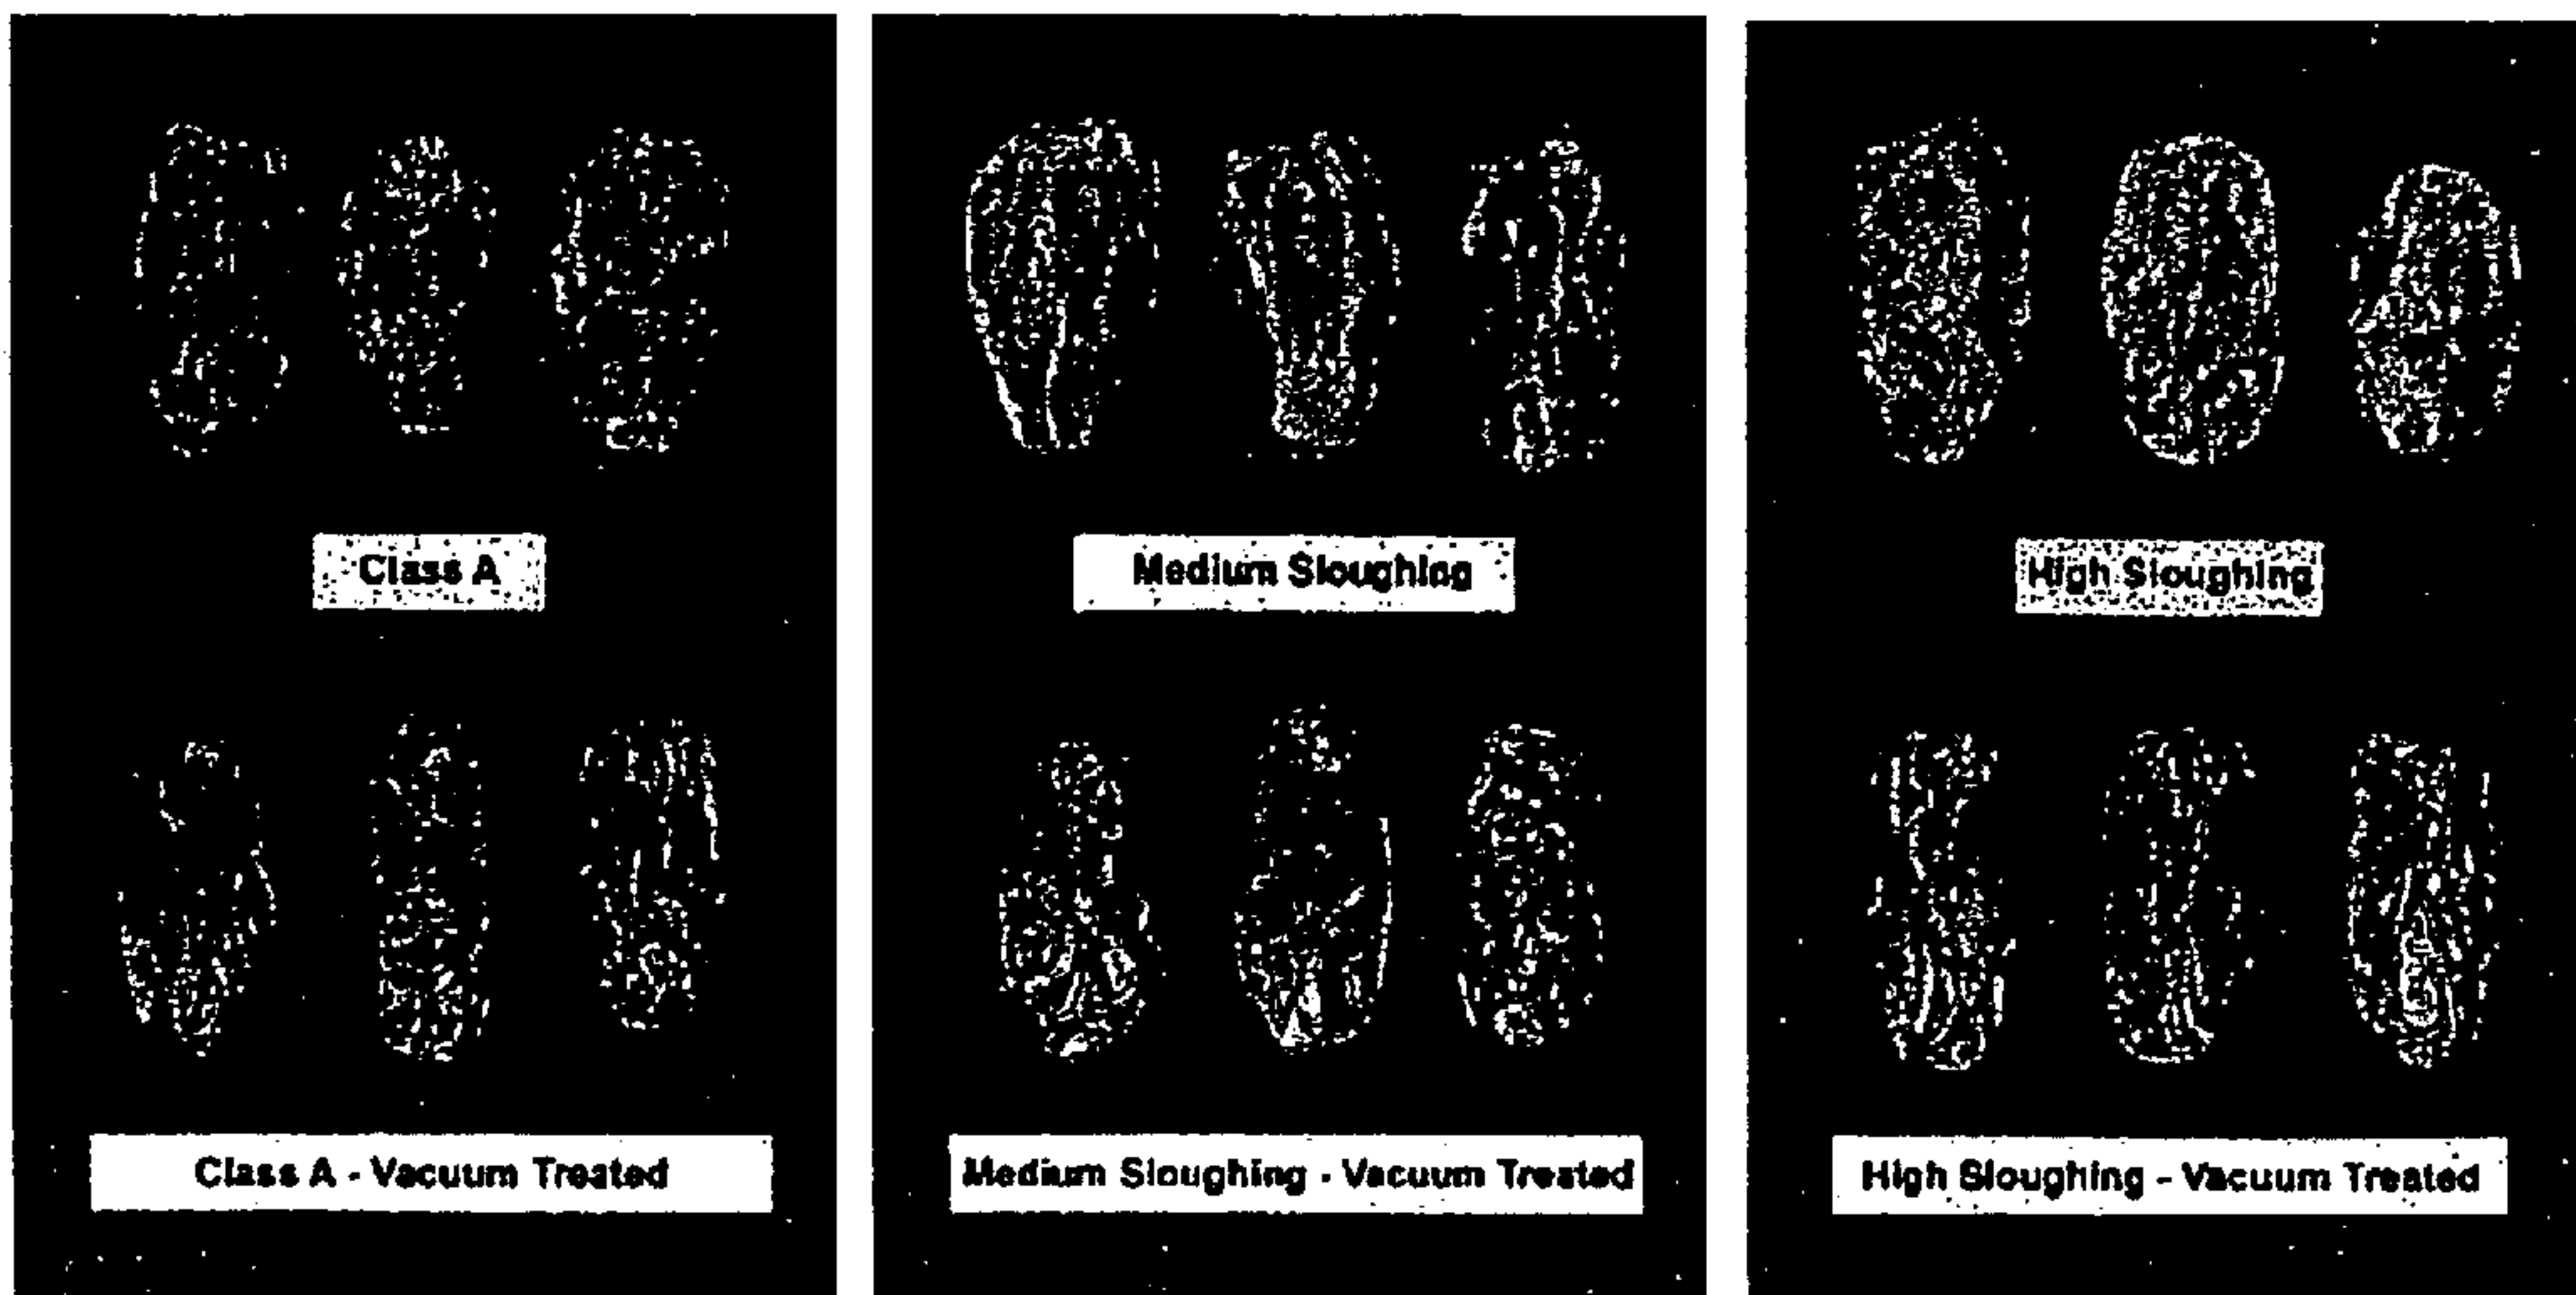 Class A
Medium Sloughing
High Sloughing
Class A - Vacuum Treated
Medium Sloughing - Vacuum Treated
High Sloughing - Vacuum Treated